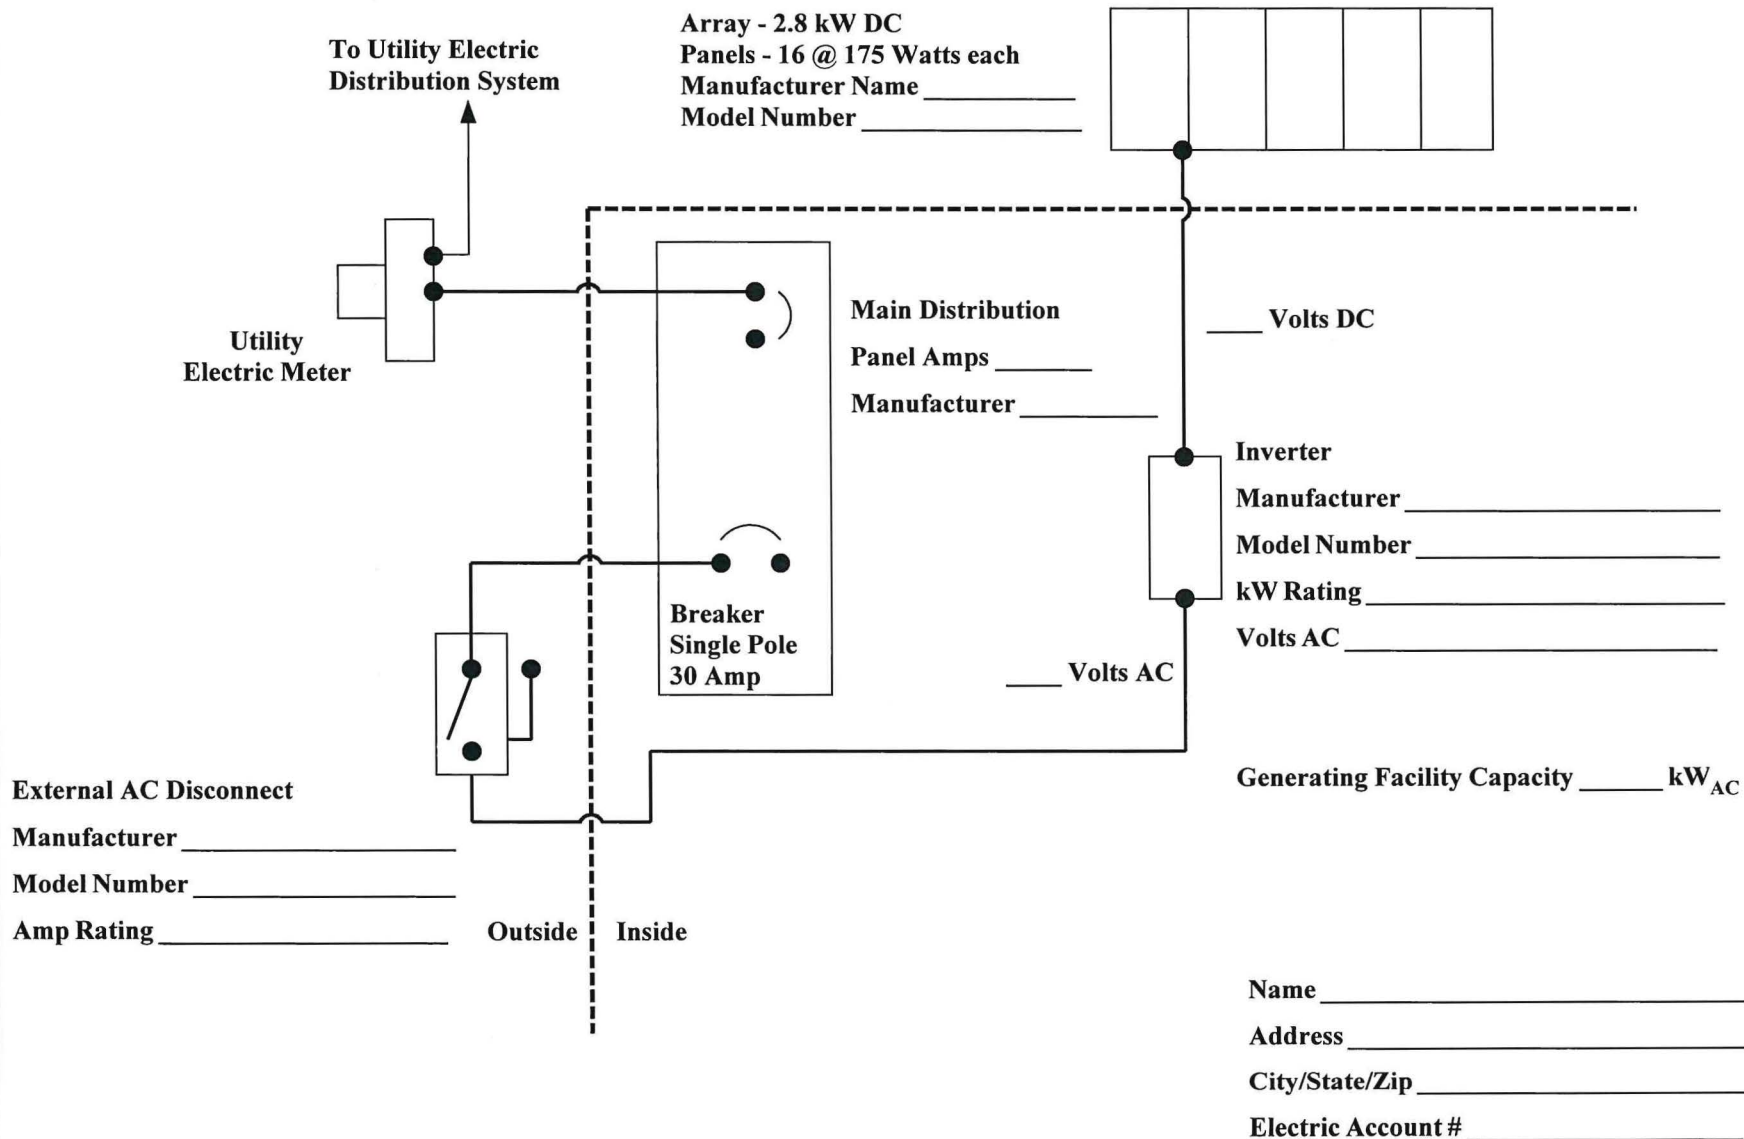 To Utility Electric
Distribution System
Array - 2.8 kW DC
Panels - 16 @ 175 Watts each
Manufacturer Name
Model Number
Utility
Electric Meter
Main Distribution
Panel Amps
Manufacturer
Volts DC
Inverter
Manufacturer
Model Number
kW Rating
Volts AC
Breaker
Single Pole
30 Amp
Volts AC
External AC Disconnect
Manufacturer
Model Number
Amp Rating
Outside
Inside
Generating Facility Capacity kW AC
Name
Address
City/State/Zip
Electric Account #